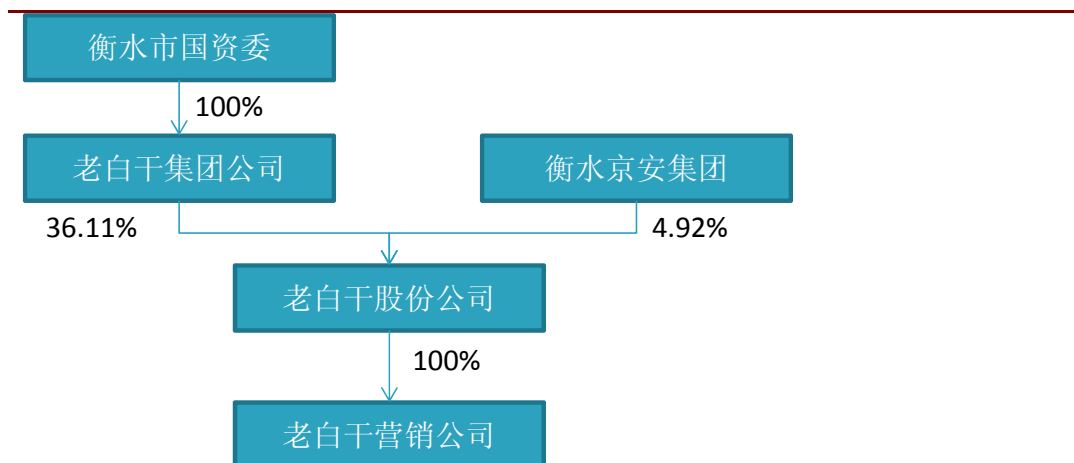 衡水市国资委
100%
老白干集团公司
衡水京安集团
36.11%
4.92%
老白干股份公司
100%
老白干营销公司